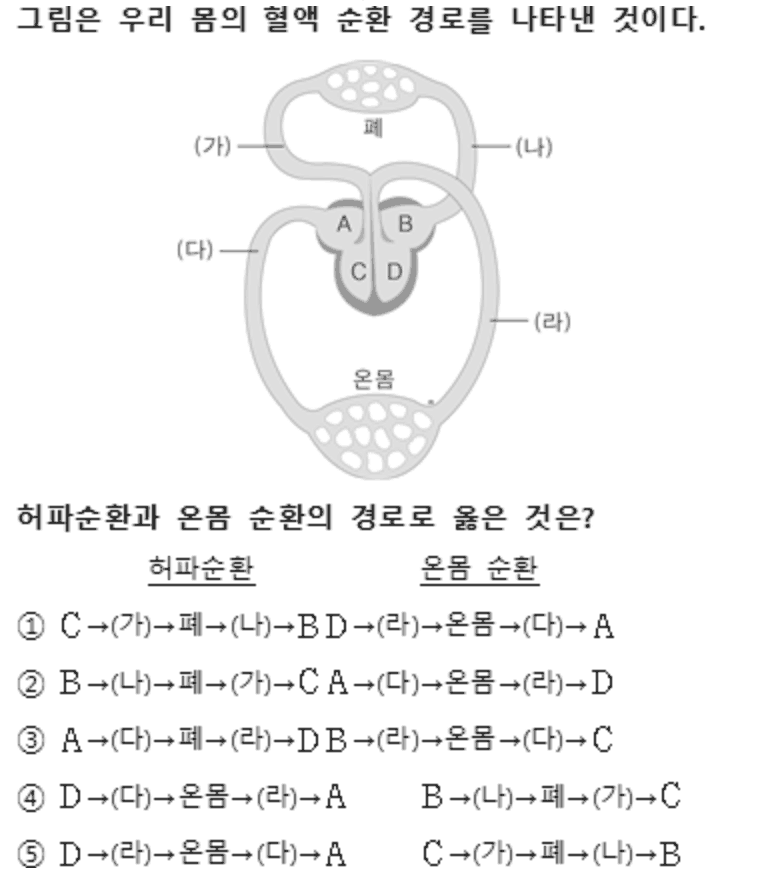 그림은 우리 몸의 혈액 순환 경로를 나타낸 것이다.
폐
(가)
(나)
A B
(다)
C D
(라)
온몸
허파순환과 온몸 순환의 경로로 옳은 것은?
허파순환 온몸 순환
① C→(가)→폐→(나)→B D→(라)→온몸→(다)→A
② B→(나)→폐→(가)→C A→(다)→온몸→(라)→D
③ A→(다)→폐→(라)→D B→(라)→온몸→(다)→C
④ D→(다)→온몸→(라)→A B→(나)→폐→(가)→C
⑤ D→(라)→온몸→(다)→A C→(가)→폐→(나)→B